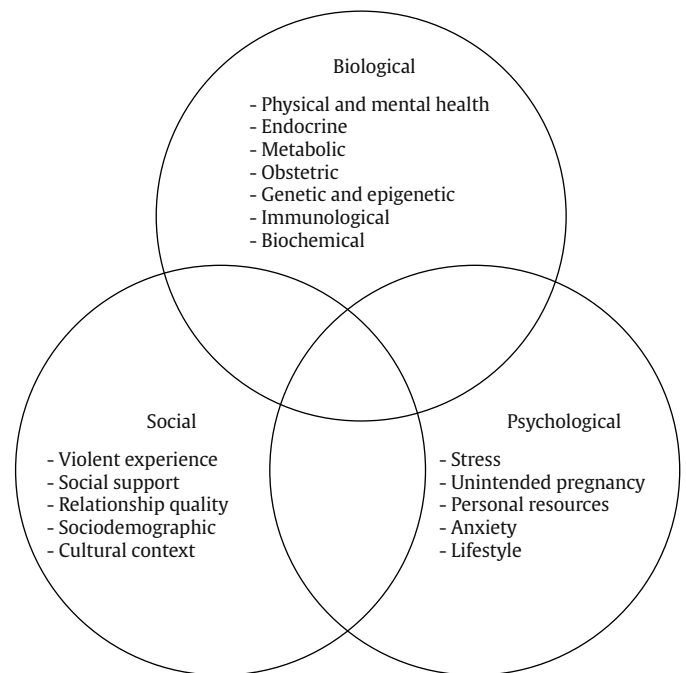 Biological
- Physical and mental health
- Endocrine
- Metabolic
- Obstetric
- Genetic and epigenetic
- Immunological
- Biochemical
Social
- Violent experience
- Social support
- Relationship quality
- Sociodemographic
- Cultural context
Psychological
- Stress
- Unintended pregnancy
- Personal resources
- Anxiety
- Lifestyle